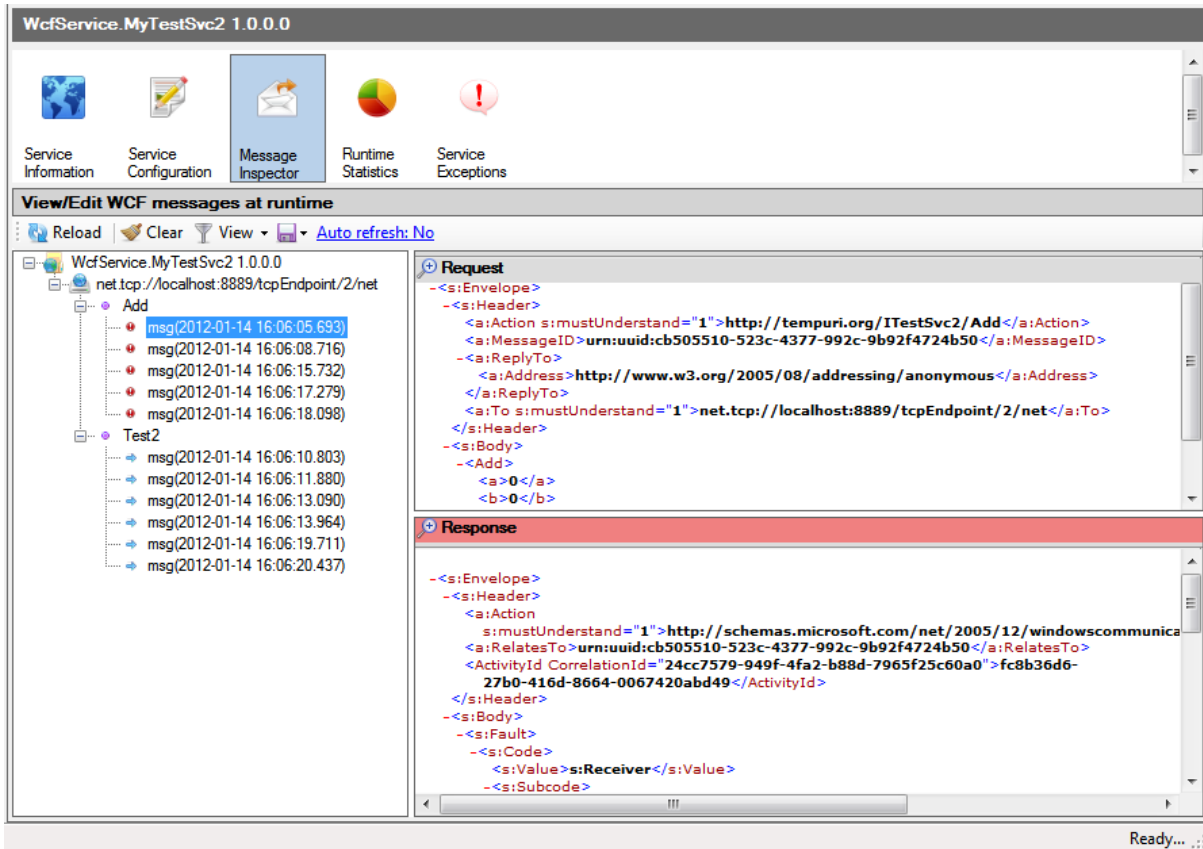 WcfService.MyTestSvc2 1.0.0.0
Service Information
Service Configuration
Message Inspector
Runtime Statistics
Service Exceptions
View/Edit WCF messages at runtime
Reload Clear View Auto refresh: No
WcfService.MyTestSvc2 1.0.0.0
net.tcp://localhost:8889/tcpEndpoint/2/net
Add
msg(2012-01-14 16:06:05.693)
msg(2012-01-14 16:06:08.716)
msg(2012-01-14 16:06:15.732)
msg(2012-01-14 16:06:17.279)
msg(2012-01-14 16:06:18.098)
Test2
msg(2012-01-14 16:06:10.803)
msg(2012-01-14 16:06:11.880)
msg(2012-01-14 16:06:13.090)
msg(2012-01-14 16:06:13.964)
msg(2012-01-14 16:06:19.711)
msg(2012-01-14 16:06:20.437)
Request
-<s:Envelope>
-<s:Header>
<a:Action s:mustUnderstand="1">http://tempuri.org/ITestSvc2/Add</a:Action>
<a:MessageID>urn:uuid:cb505510-523c-4377-992c-9b92f4724b50</a:MessageID>
-<a:ReplyTo>
<a:Address>http://www.w3.org/2005/08/addressing/anonymous</a:Address>
</a:ReplyTo>
<a:To s:mustUnderstand="1">net.tcp://localhost:8889/tcpEndpoint/2/net</a:To>
</s:Header>
-<s:Body>
-<Add>
<a>0</a>
<b>0</b>
Response
-<s:Envelope>
-<s:Header>
<a:Action
s:mustUnderstand="1">http://schemas.microsoft.com/net/2005/12/windowscommunica
<a:RelatesTo>urn:uuid:cb505510-523c-4377-992c-9b92f4724b50</a:RelatesTo>
<ActivityId CorrelationId="24cc7579-949f-4fa2-b88d-7965f25c60a0">fc8b36d6-
27b0-416d-8664-0067420abd49</ActivityId>
</s:Header>
-<s:Body>
-<s:Fault>
-<s:Code>
<s:Value>s:Receiver</s:Value>
-<s:Subcode>
Ready...